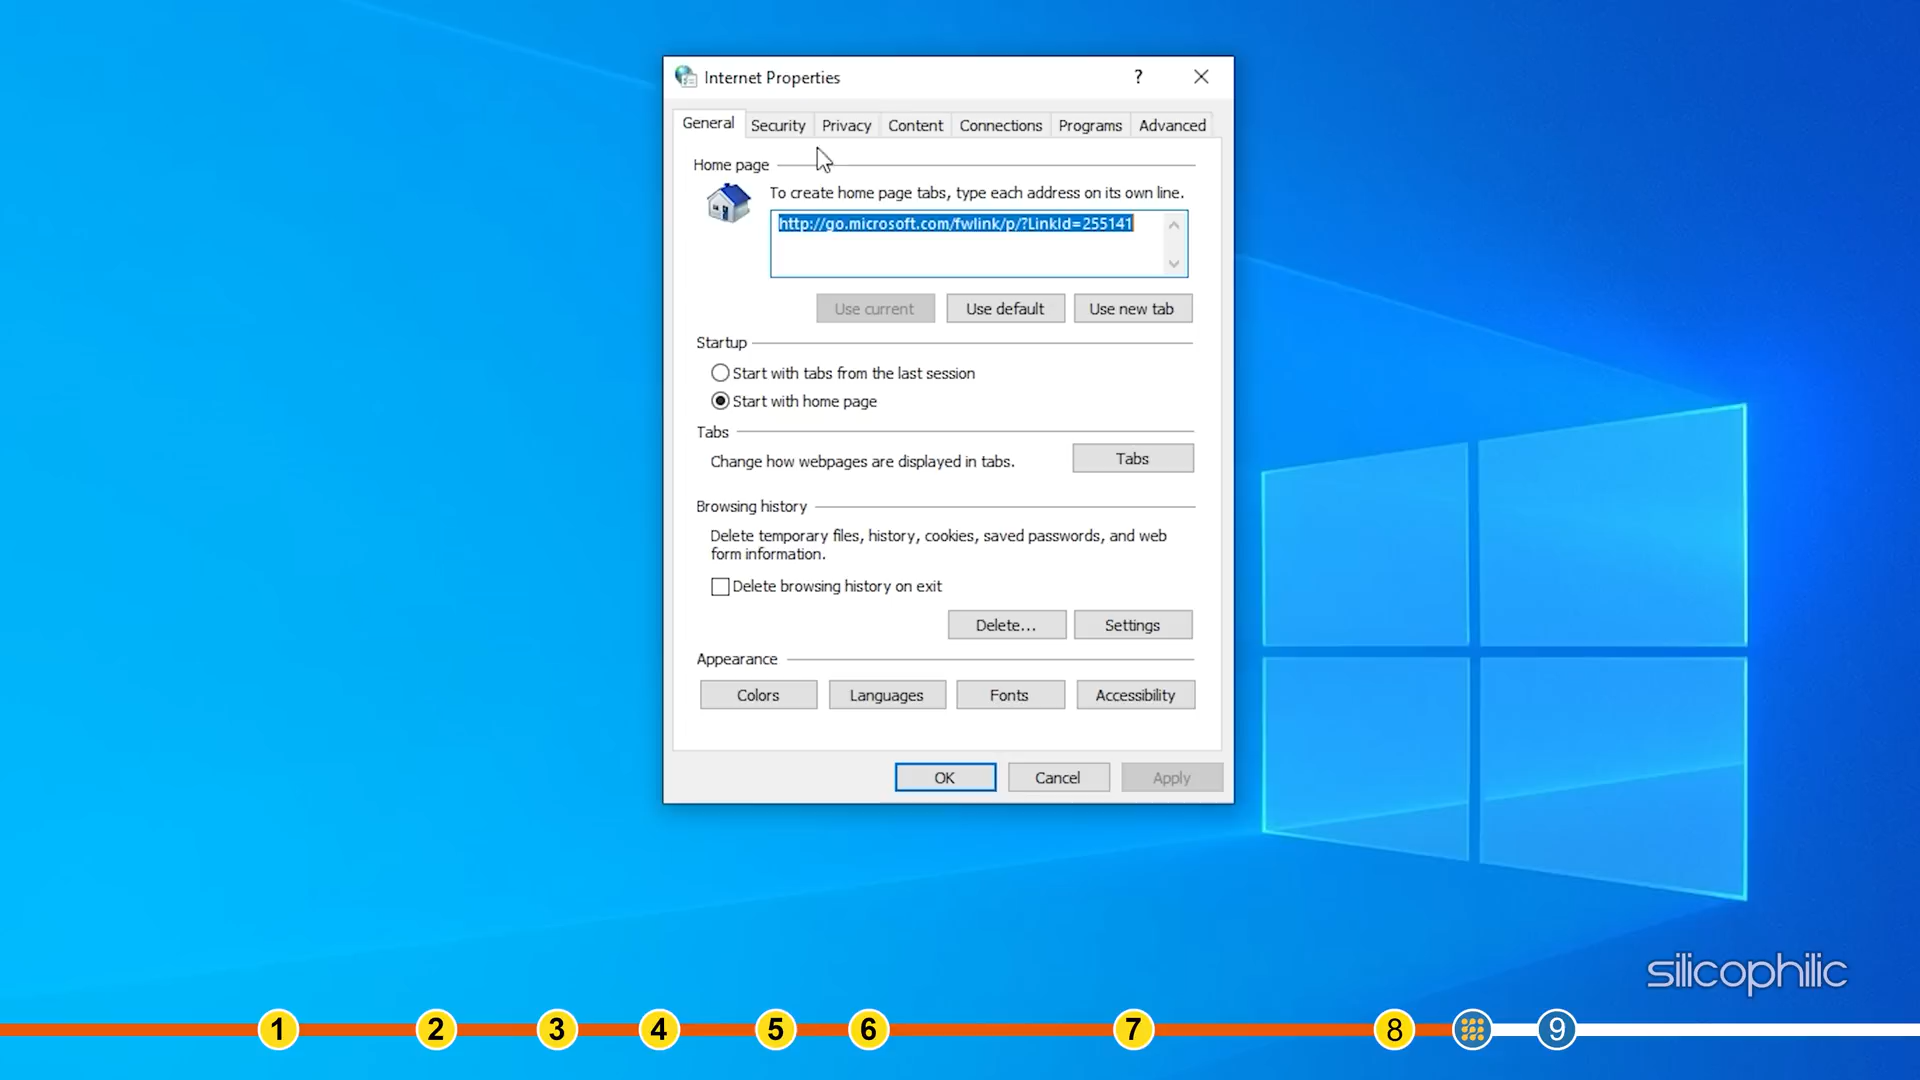 Internet Properties
?
General Security Privacy Content Connections Programs Advanced
Home page
To create home page tabs, type each address on its own line.
http://go.microsoft.com/fwlink/p/?LinkId=255141
Use current Use default Use new tab
Startup
Start with tabs from the last session
Start with home page
Tabs
Change how webpages are displayed in tabs. Tabs
Browsing history
Delete temporary files, history, cookies, saved passwords, and web
form information.
Delete browsing history on exit
Delete... Settings
Appearance
Colors Languages Fonts Accessibility
OK Cancel Apply
silicophilic
1 2 3 4 5 6 7 8 9